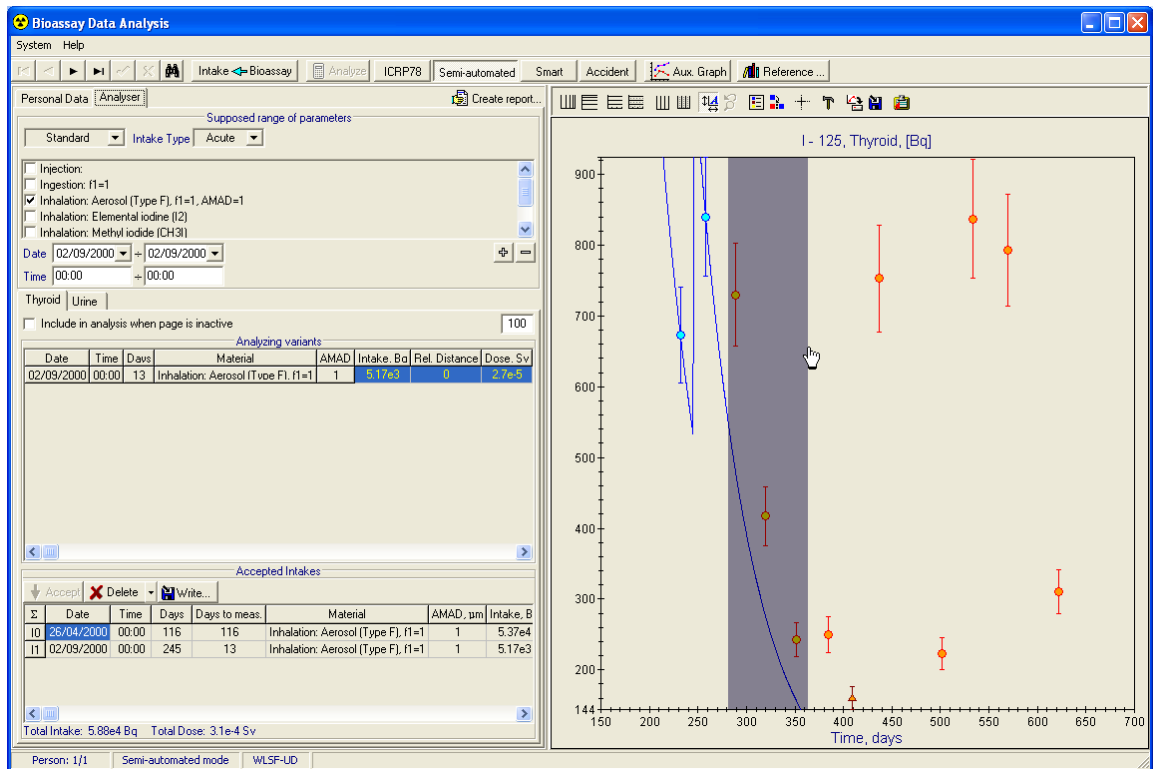 Bioassay Data Analysis
System Help
Intake Bioassay Analyze ICRP78 Semi-automated Smart Accident Aux. Graph Reference ...
Personal Data Analyser Create report...
Supposed range of parameters
Standard Intake Type Acute
Injection:
Ingestion: f1=1
Inhalation: Aerosol (Type F), f1=1, AMAD=1
Inhalation: Elemental iodine (I2)
Inhalation: Methyl iodide (CH3I)
Date 02/09/2000 ÷ 02/09/2000
Time 00:00 ÷ 00:00
Thyroid Urine
Include in analysis when page is inactive 100
Analyzing variants
Date Time Days Material AMAD Intake, Bq Rel. Distance Dose, Sv
02/09/2000 00:00 13 Inhalation: Aerosol (Type F), f1=1 1 5.17e3 0 2.7e-5
Accepted Intakes
Accept Delete Write...
Σ Date Time Days Days to meas. Material AMAD, µm Intake, B
I0 26/04/2000 00:00 116 116 Inhalation: Aerosol (Type F), f1=1 1 5.37e4
I1 02/09/2000 00:00 245 13 Inhalation: Aerosol (Type F), f1=1 1 5.17e3
Total Intake: 5.88e4 Bq Total Dose: 3.1e-4 Sv
Person: 1/1 Semi-automated mode WLSF-UD
I - 125, Thyroid, [Bq]
900
800
700
600
500
400
300
200
144
150 200 250 300 350 400 450 500 550 600 650 700
Time, days